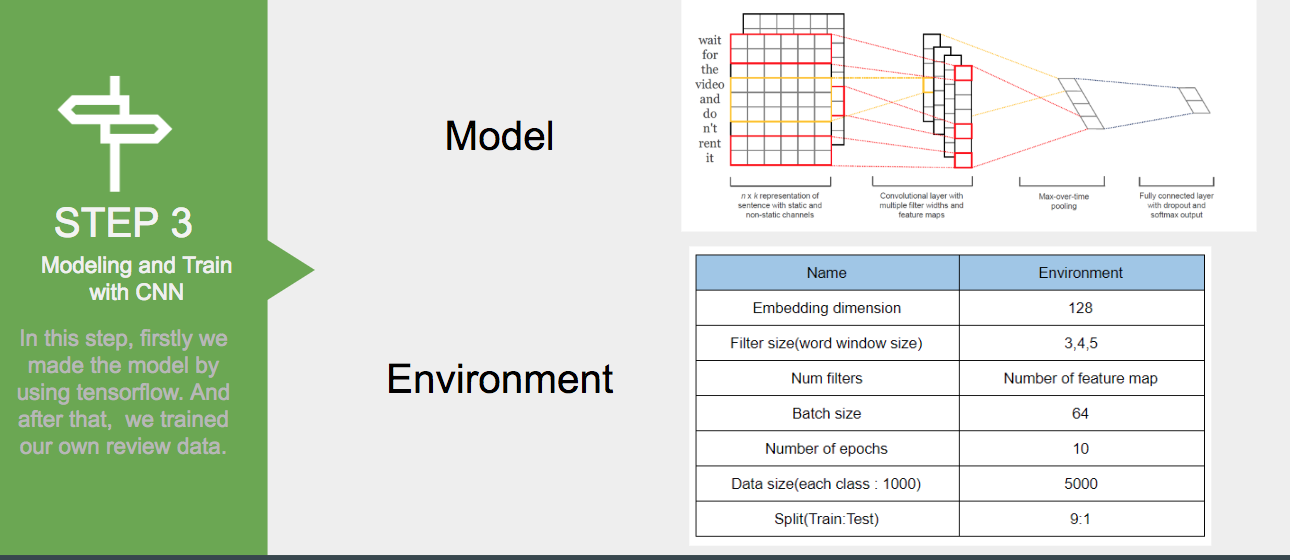 STEP 3
Modeling and Train
with CNN
In this step, firstly we
made the model by
using tensorflow. And
after that, we trained
our own review data.
Model
wait
for
the
video
and
do
n't
rent
it
n x k representation of
sentence with static and
non-static channels
Convolutional layer with
multiple filter widths and
feature maps
Max-over-time
pooling
Fully connected layer
with dropout and
softmax output
Environment
Name Environment
Embedding dimension 128
Filter size(word window size) 3,4,5
Num filters Number of feature map
Batch size 64
Number of epochs 10
Data size(each class : 1000) 5000
Split(Train:Test) 9:1